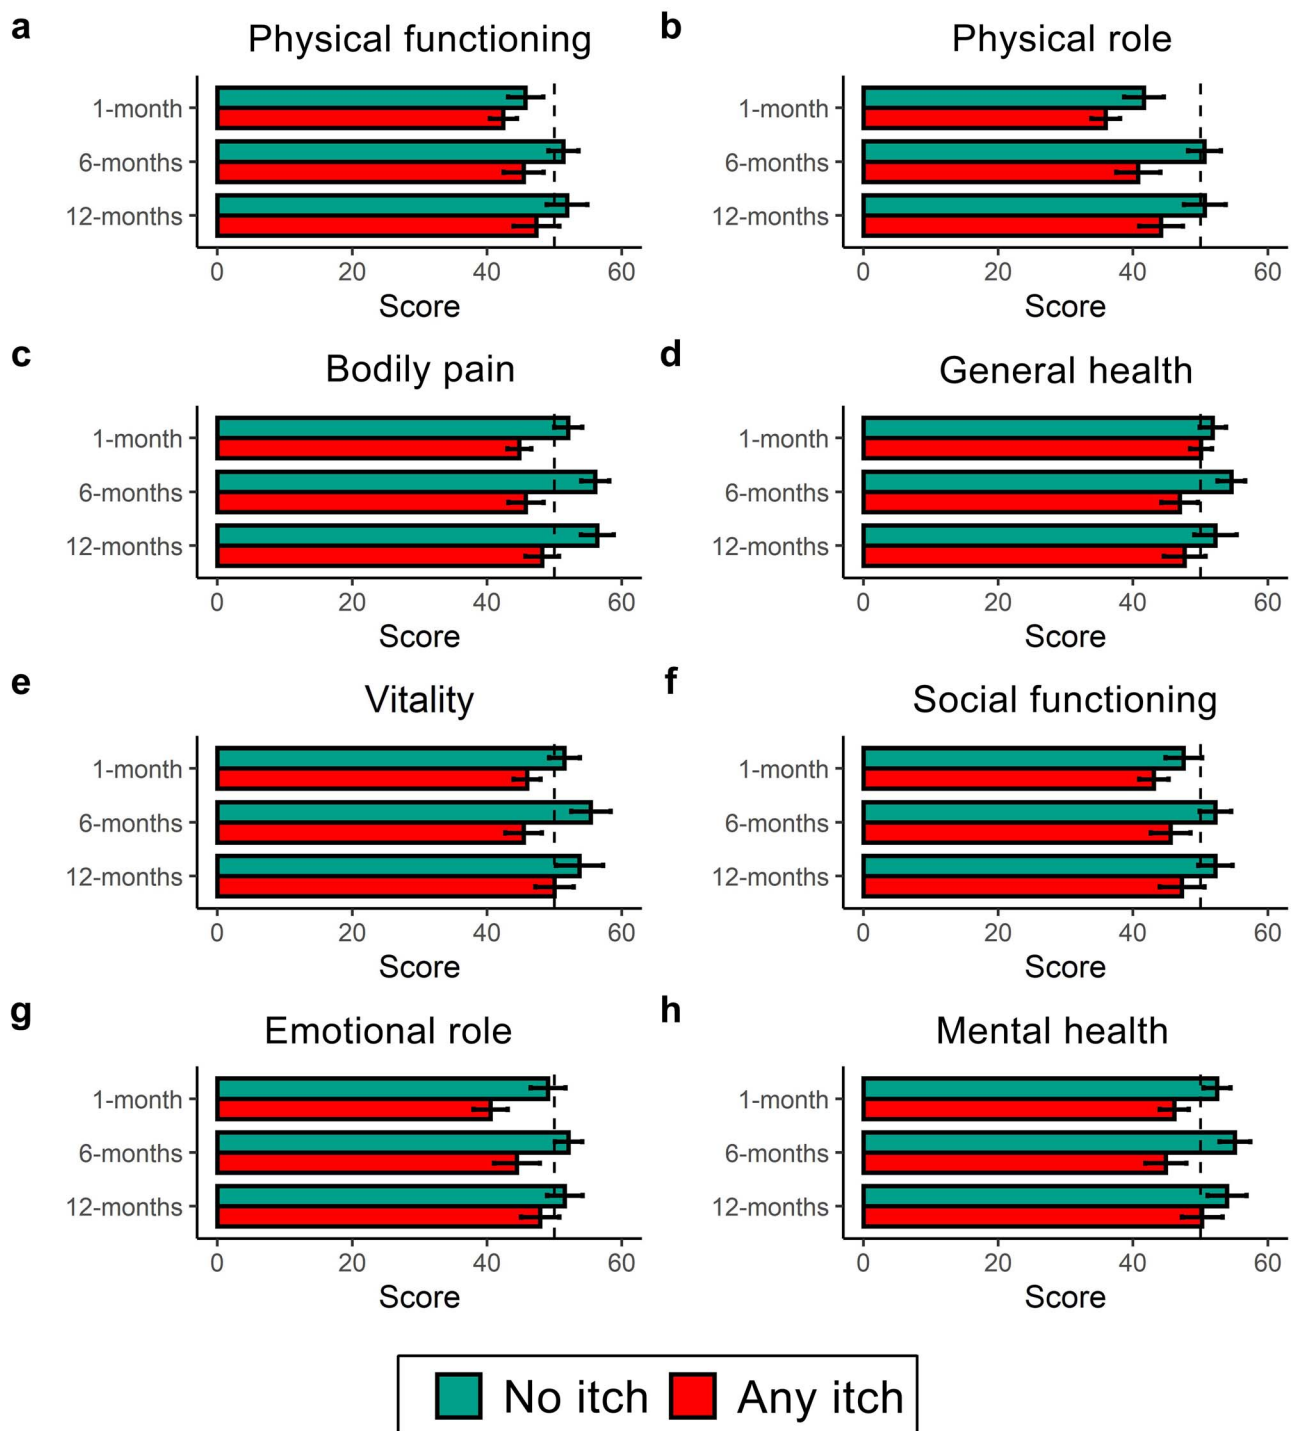 a
Physical functioning
1-month
6-months
12-months
0 20 40 60
Score
b
Physical role
1-month
6-months
12-months
0 20 40 60
Score
c
Bodily pain
1-month
6-months
12-months
0 20 40 60
Score
d
General health
1-month
6-months
12-months
0 20 40 60
Score
e
Vitality
1-month
6-months
12-months
0 20 40 60
Score
f
Social functioning
1-month
6-months
12-months
0 20 40 60
Score
g
Emotional role
1-month
6-months
12-months
0 20 40 60
Score
h
Mental health
1-month
6-months
12-months
0 20 40 60
Score
No itch Any itch